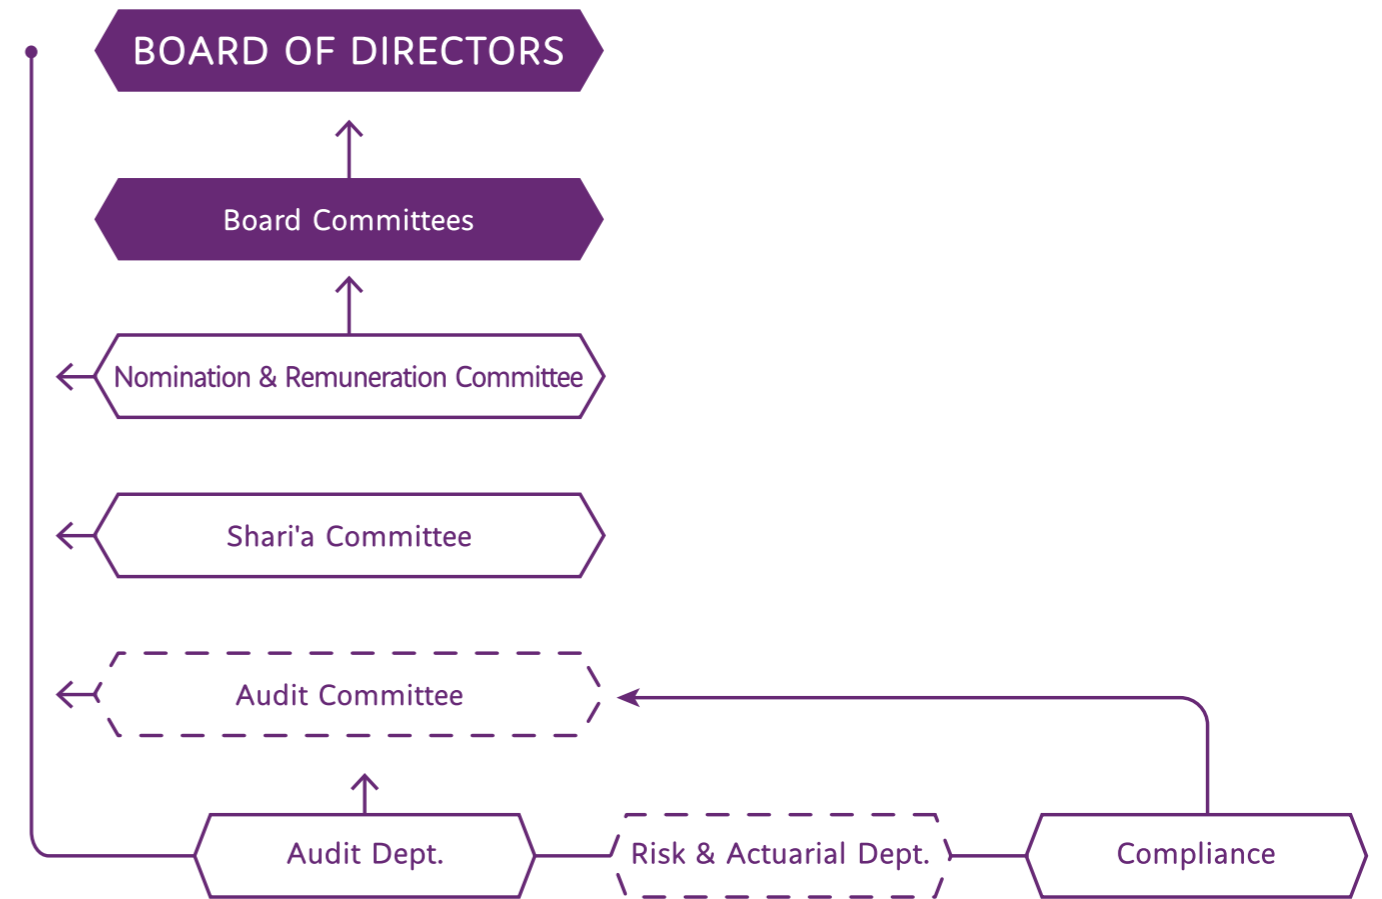 BOARD OF DIRECTORS
Board Committees
Nomination & Remuneration Committee
Shari'a Committee
Audit Committee
Audit Dept.
Risk & Actuarial Dept.
Compliance